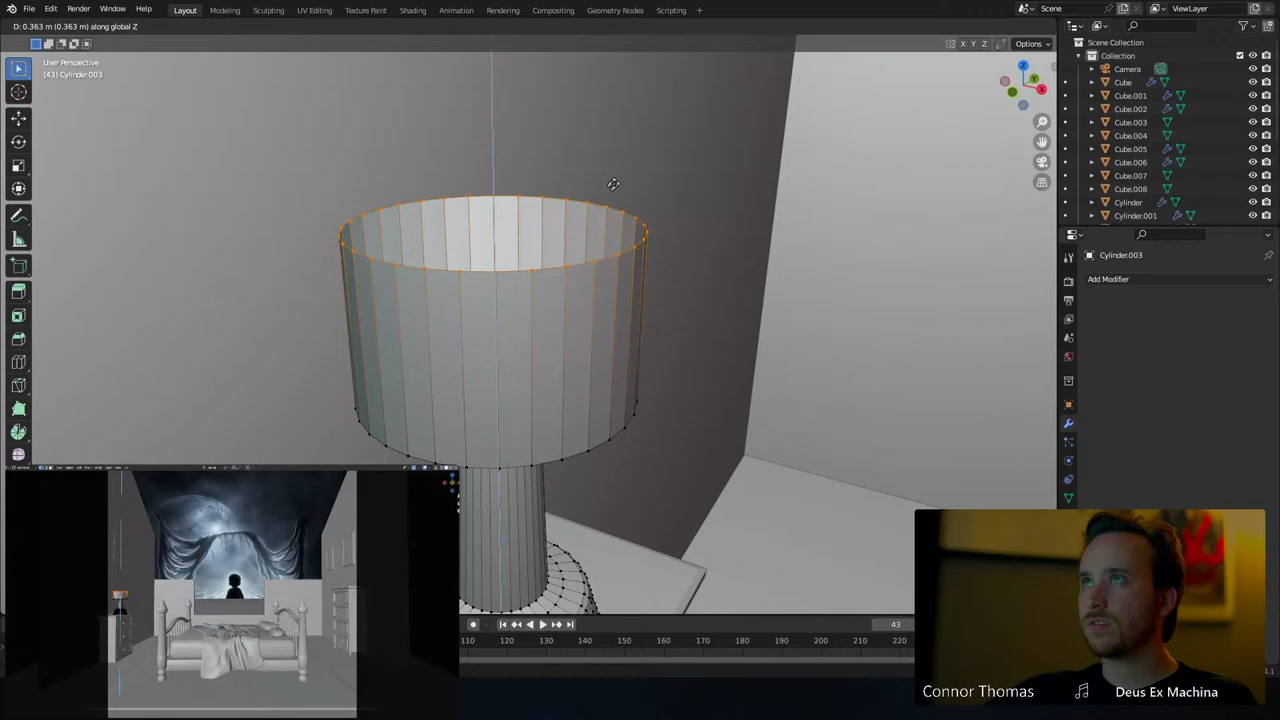 File Edit Render Window Help
Layout Modeling Sculpting UV Editing Texture Paint Shading Animation Rendering Compositing Geometry Nodes Scripting +
Scene
ViewLayer
D: 0.363 m (0.363 m) along global Z
X Y Z
Options
User Perspective
(43) Cylinder.003
Z
Y
X
Scene Collection
Collection
Camera
Cube
Cube.001
Cube.002
Cube.003
Cube.004
Cube.005
Cube.006
Cube.007
Cube.008
Cylinder
Cylinder.001
Cylinder.003
Add Modifier
43
110 120 130 140 150 160 170 180 190 200 210 220
Connor Thomas
Deus Ex Machina